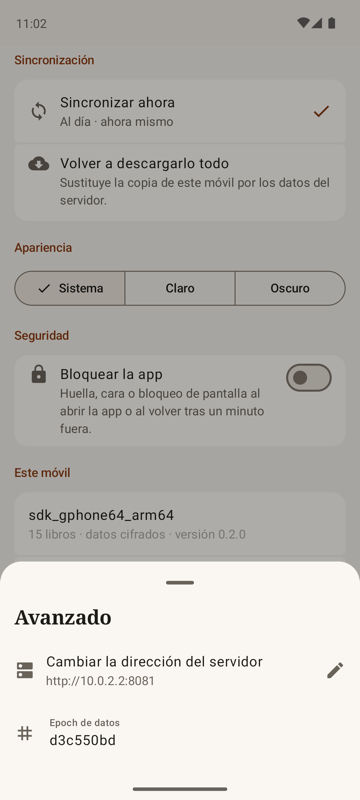 11:02
Sincronización
Sincronizar ahora
Al día · ahora mismo
Volver a descargarlo todo
Sustituye la copia de este móvil por los datos del
servidor.
Apariencia
Sistema
Claro
Oscuro
Seguridad
Bloquear la app
Huella, cara o bloqueo de pantalla al
abrir la app o al volver tras un minuto
fuera.
Este móvil
sdk_gphone64_arm64
15 libros · datos cifrados · versión 0.2.0
Avanzado
Cambiar la dirección del servidor
http://10.0.2.2:8081
Epoch de datos
d3c550bd